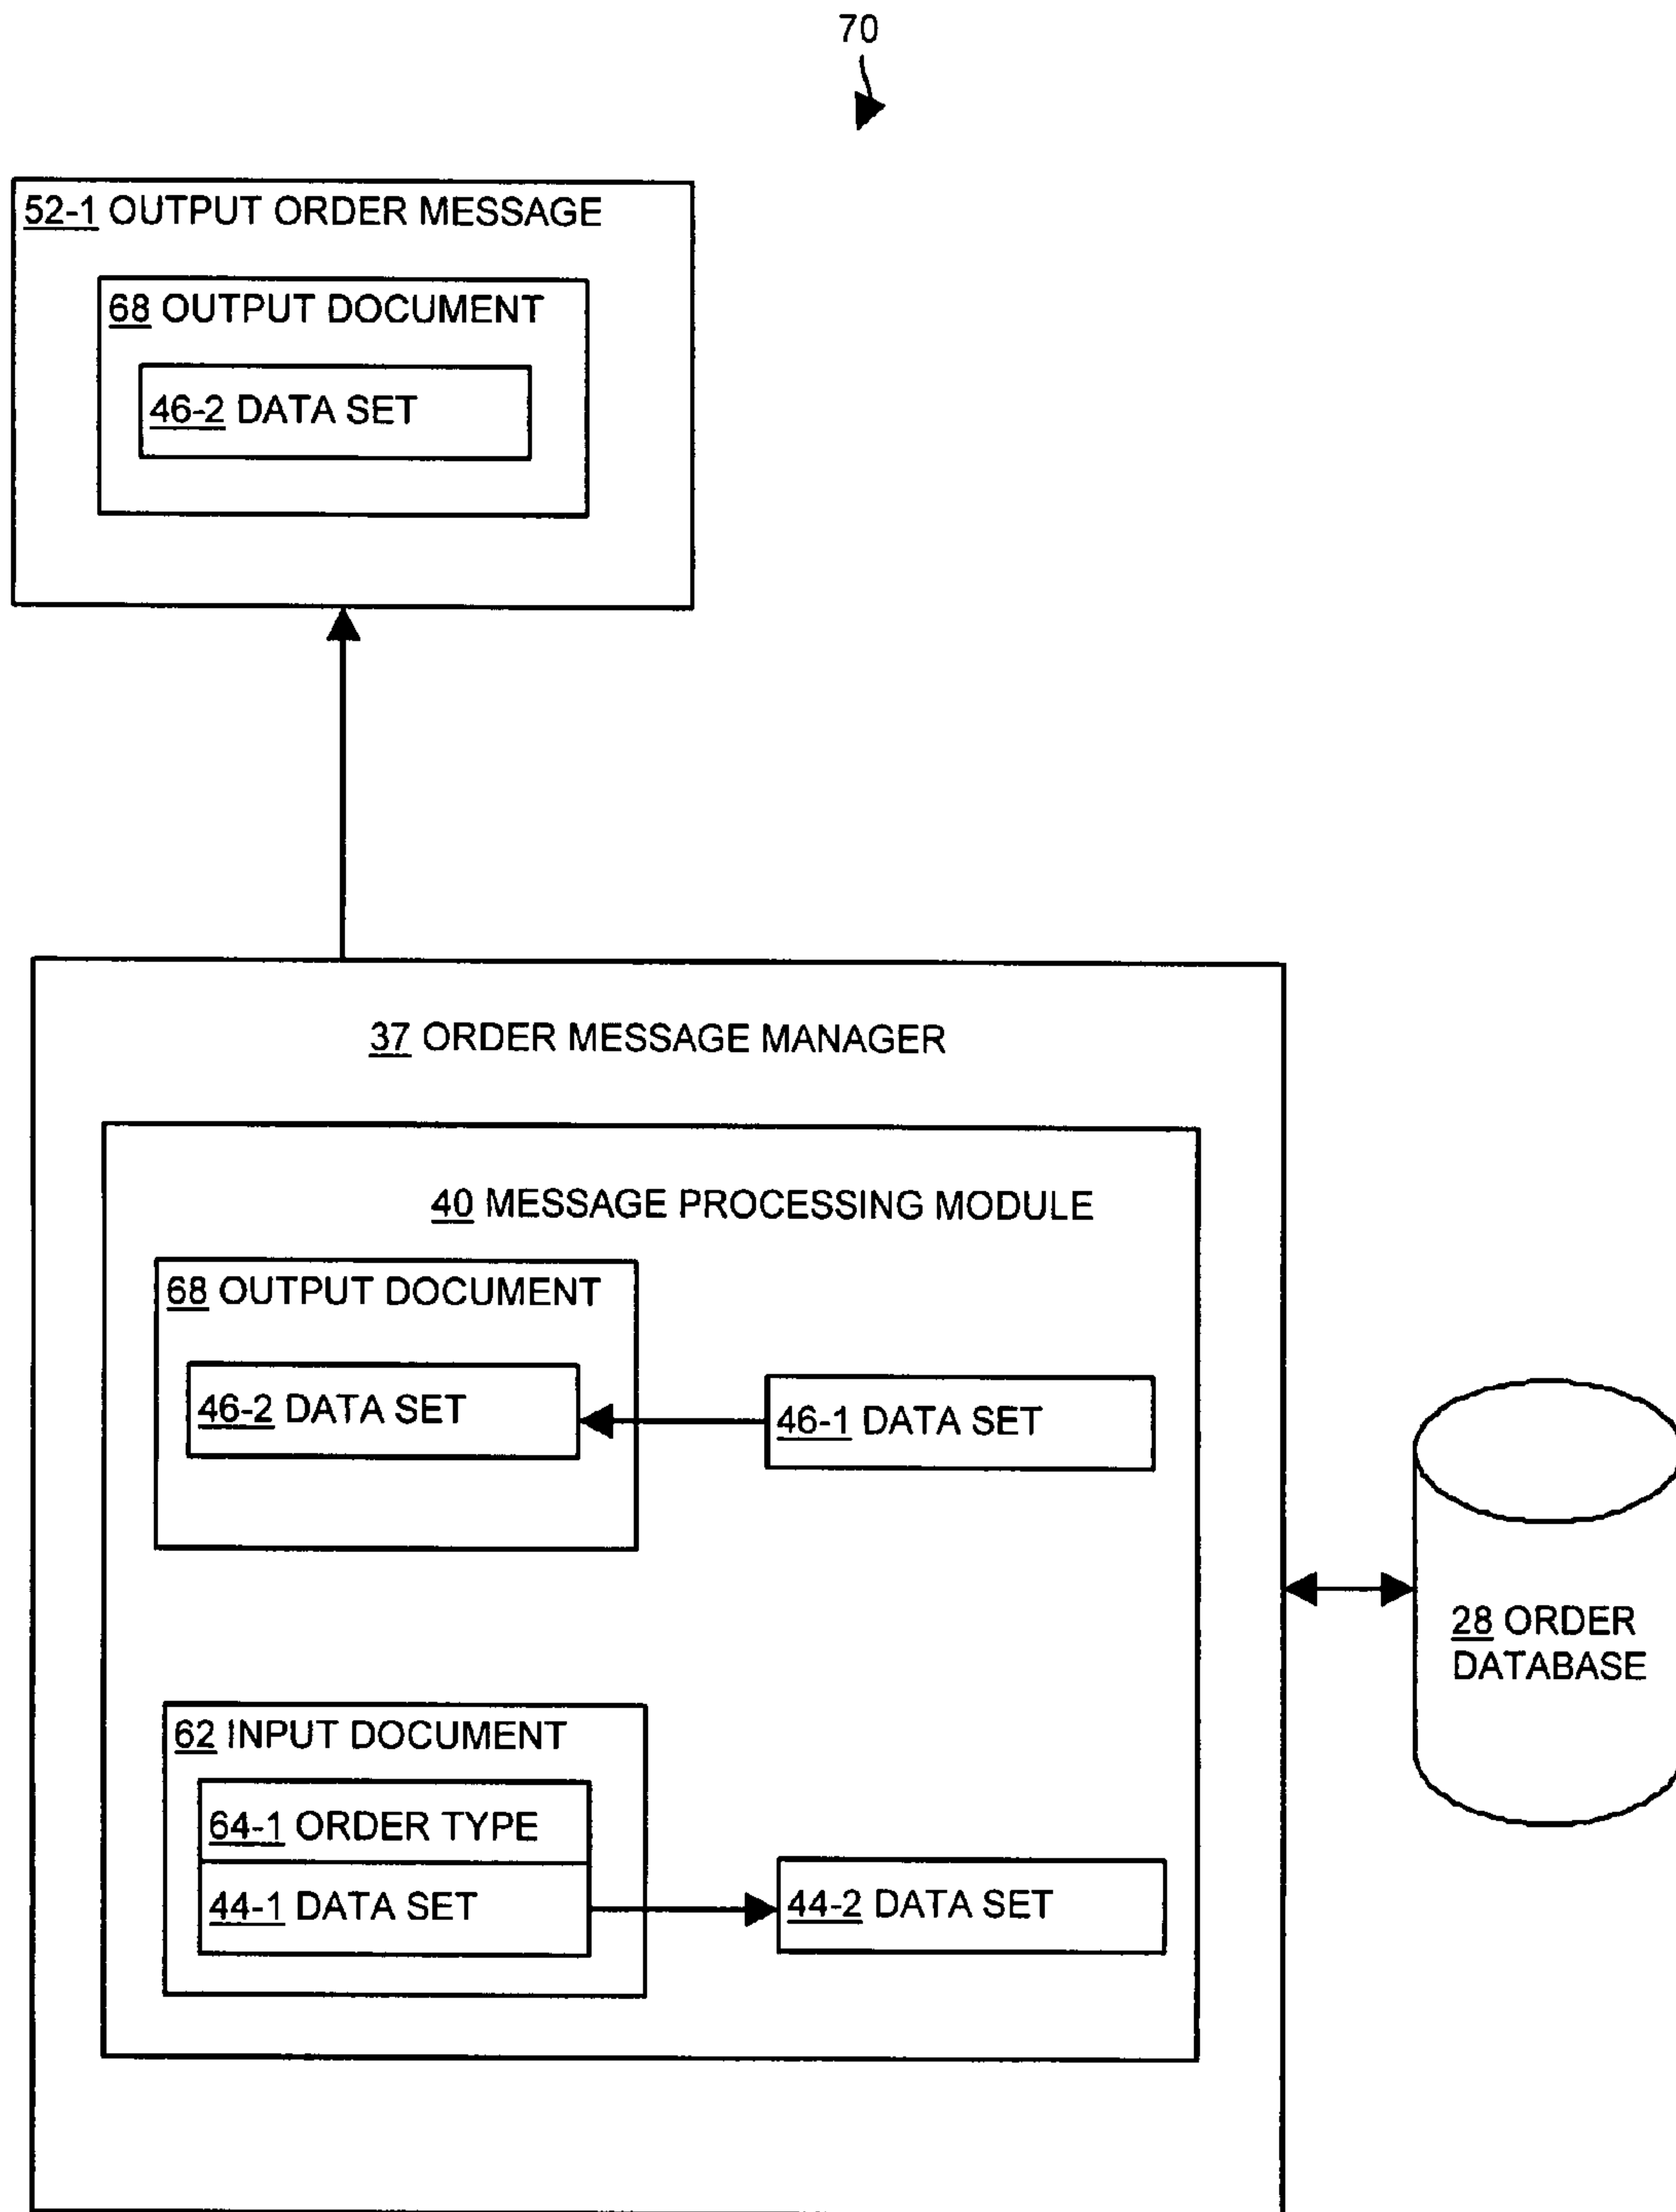 70
52-1 OUTPUT ORDER MESSAGE
68 OUTPUT DOCUMENT
46-2 DATA SET
37 ORDER MESSAGE MANAGER
40 MESSAGE PROCESSING MODULE
68 OUTPUT DOCUMENT
46-2 DATA SET
46-1 DATA SET
28 ORDER
DATABASE
62 INPUT DOCUMENT
64-1 ORDER TYPE
44-1 DATA SET
44-2 DATA SET